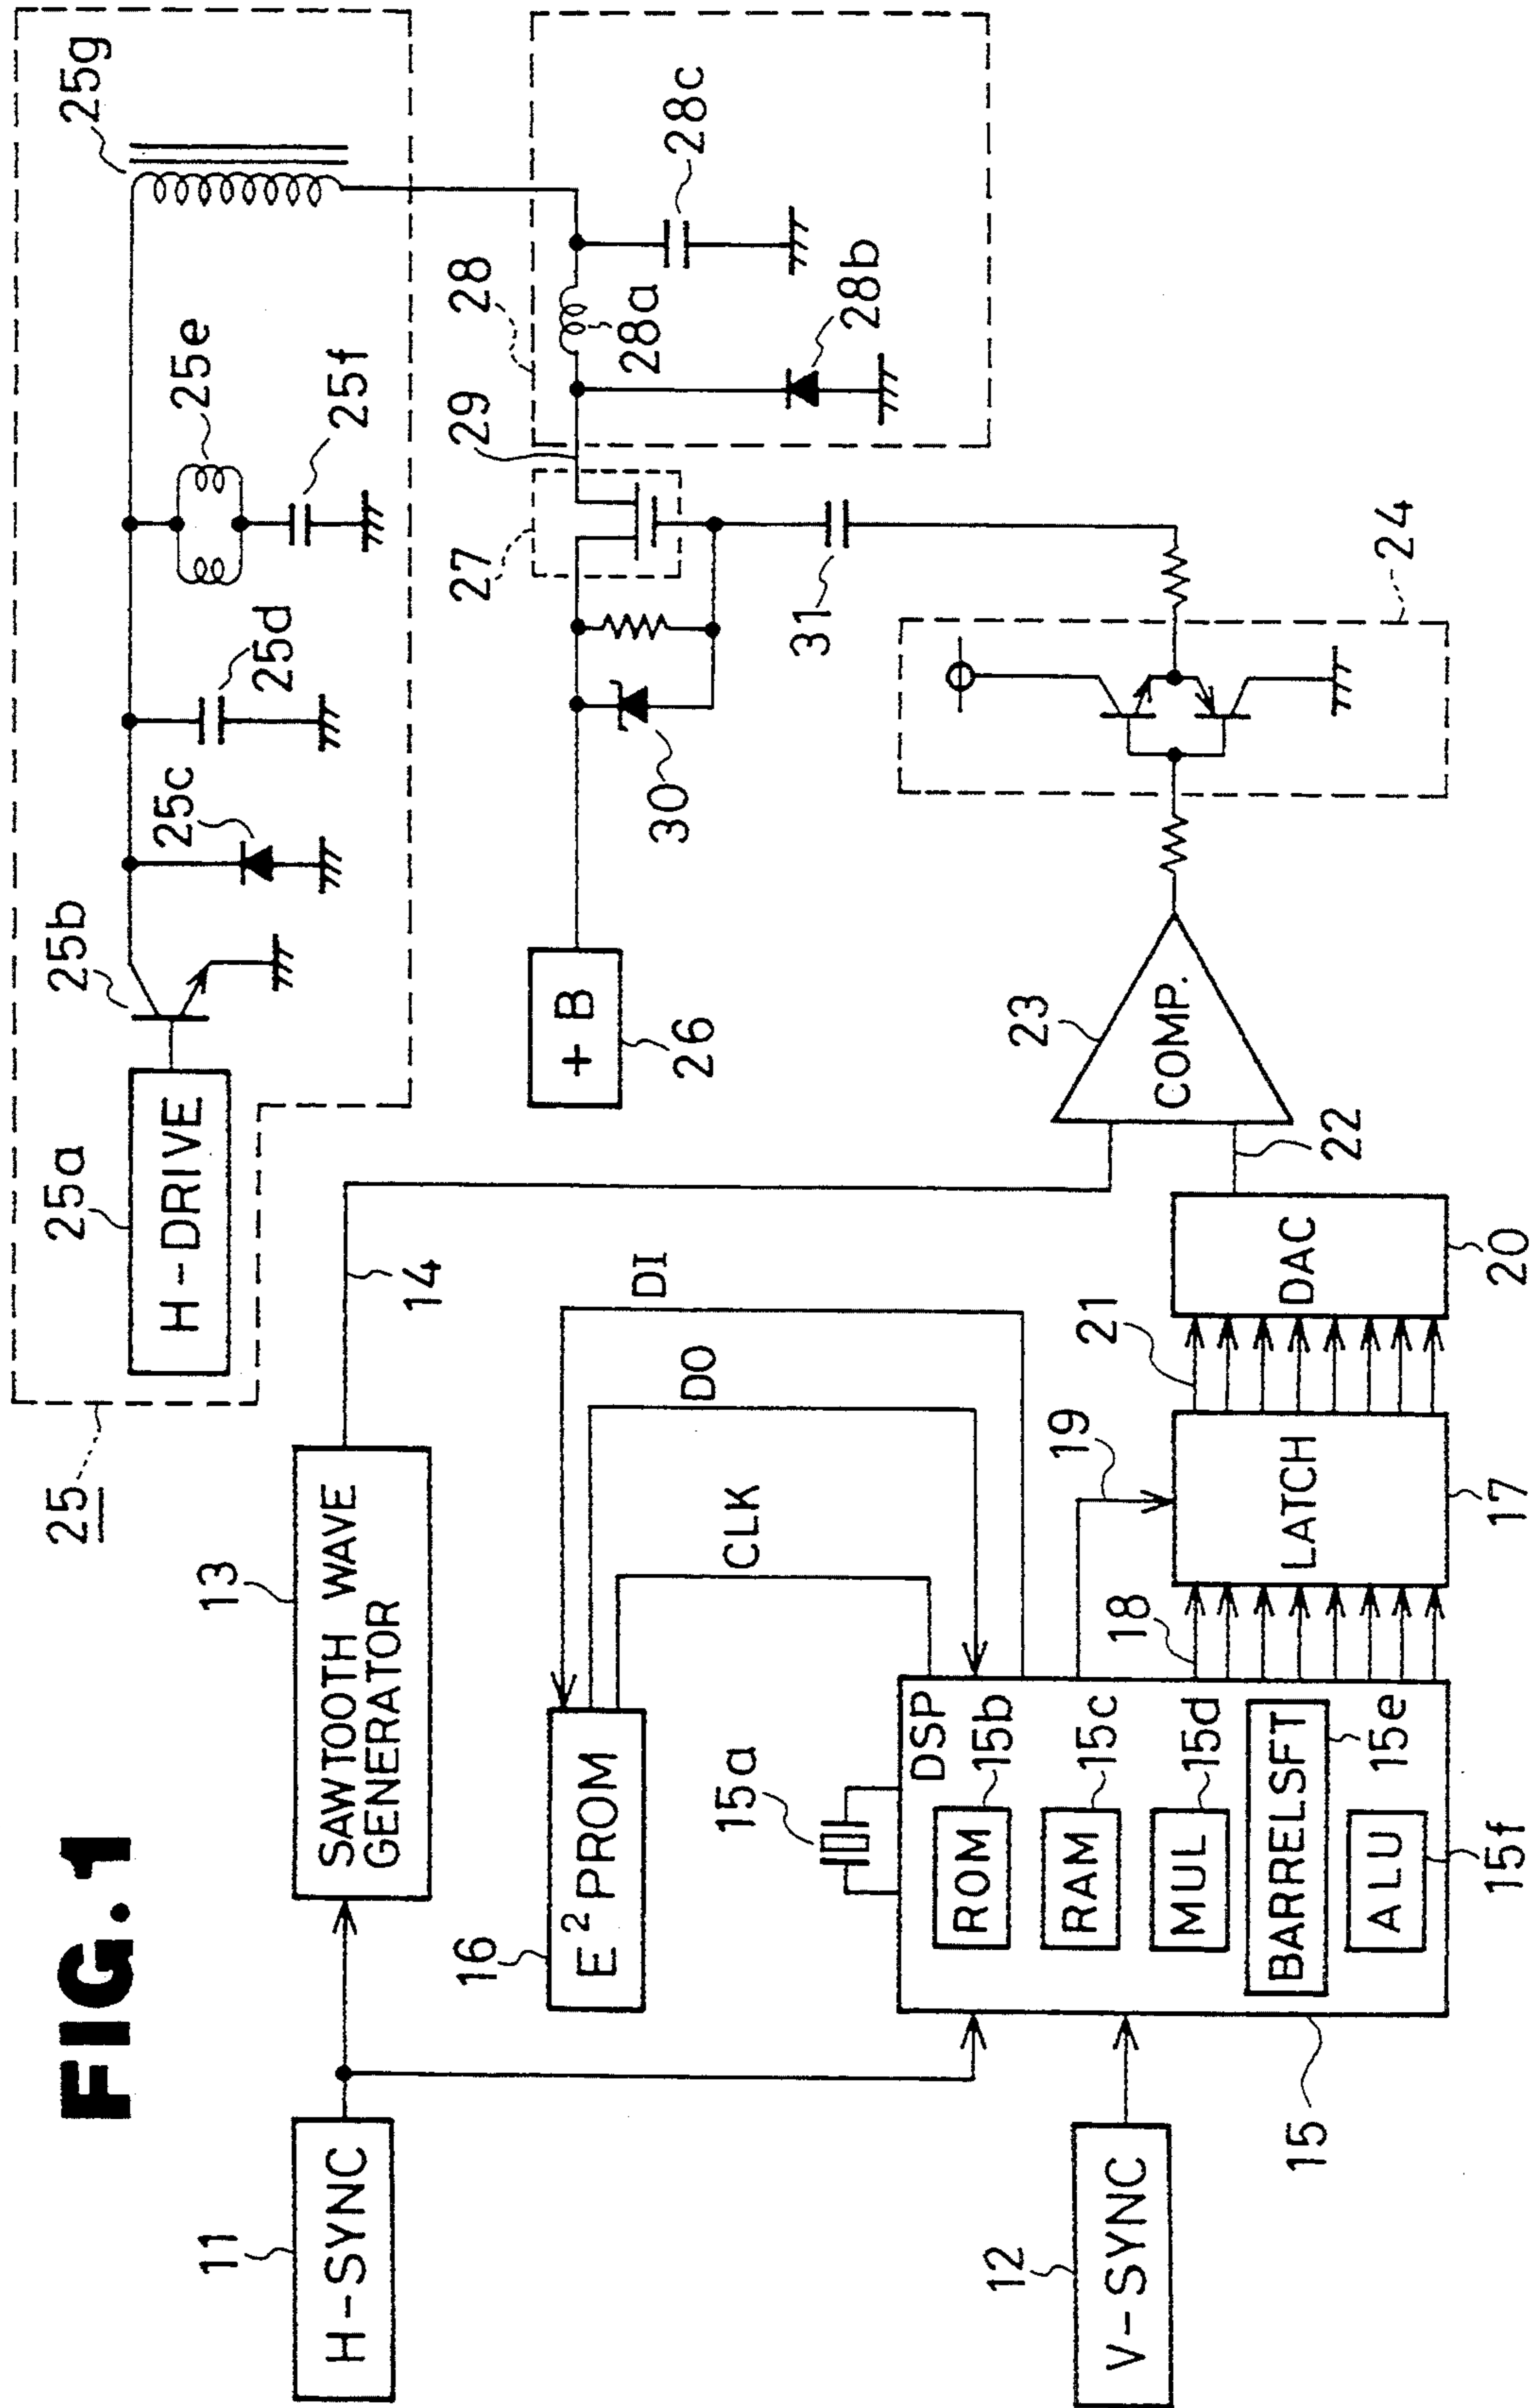 FIG.1
11
H-SYNC
12
V-SYNC
13
SAWTOOTH WAVE
GENERATOR
14
16
E²PROM
DI
DO
CLK
15a
DSP
ROM
15b
RAM
15c
MUL
15d
BARRELSFT
15e
ALU
15f
15
18
19
LATCH
17
21
DAC
20
22
23
COMP.
24
25
25a
H-DRIVE
25b
25c
25d
25e
25f
25g
+B
26
27
28
28a
28b
28c
29
30
31